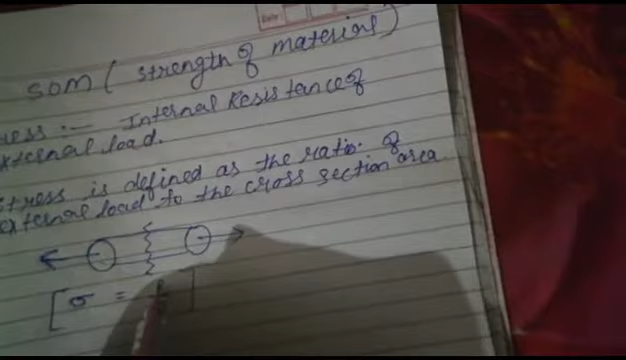 SOM ( strength of material)
ress :- Internal Resistance of
external load.
stress is defined as the ratio of
external load to the cross section area.
σ =